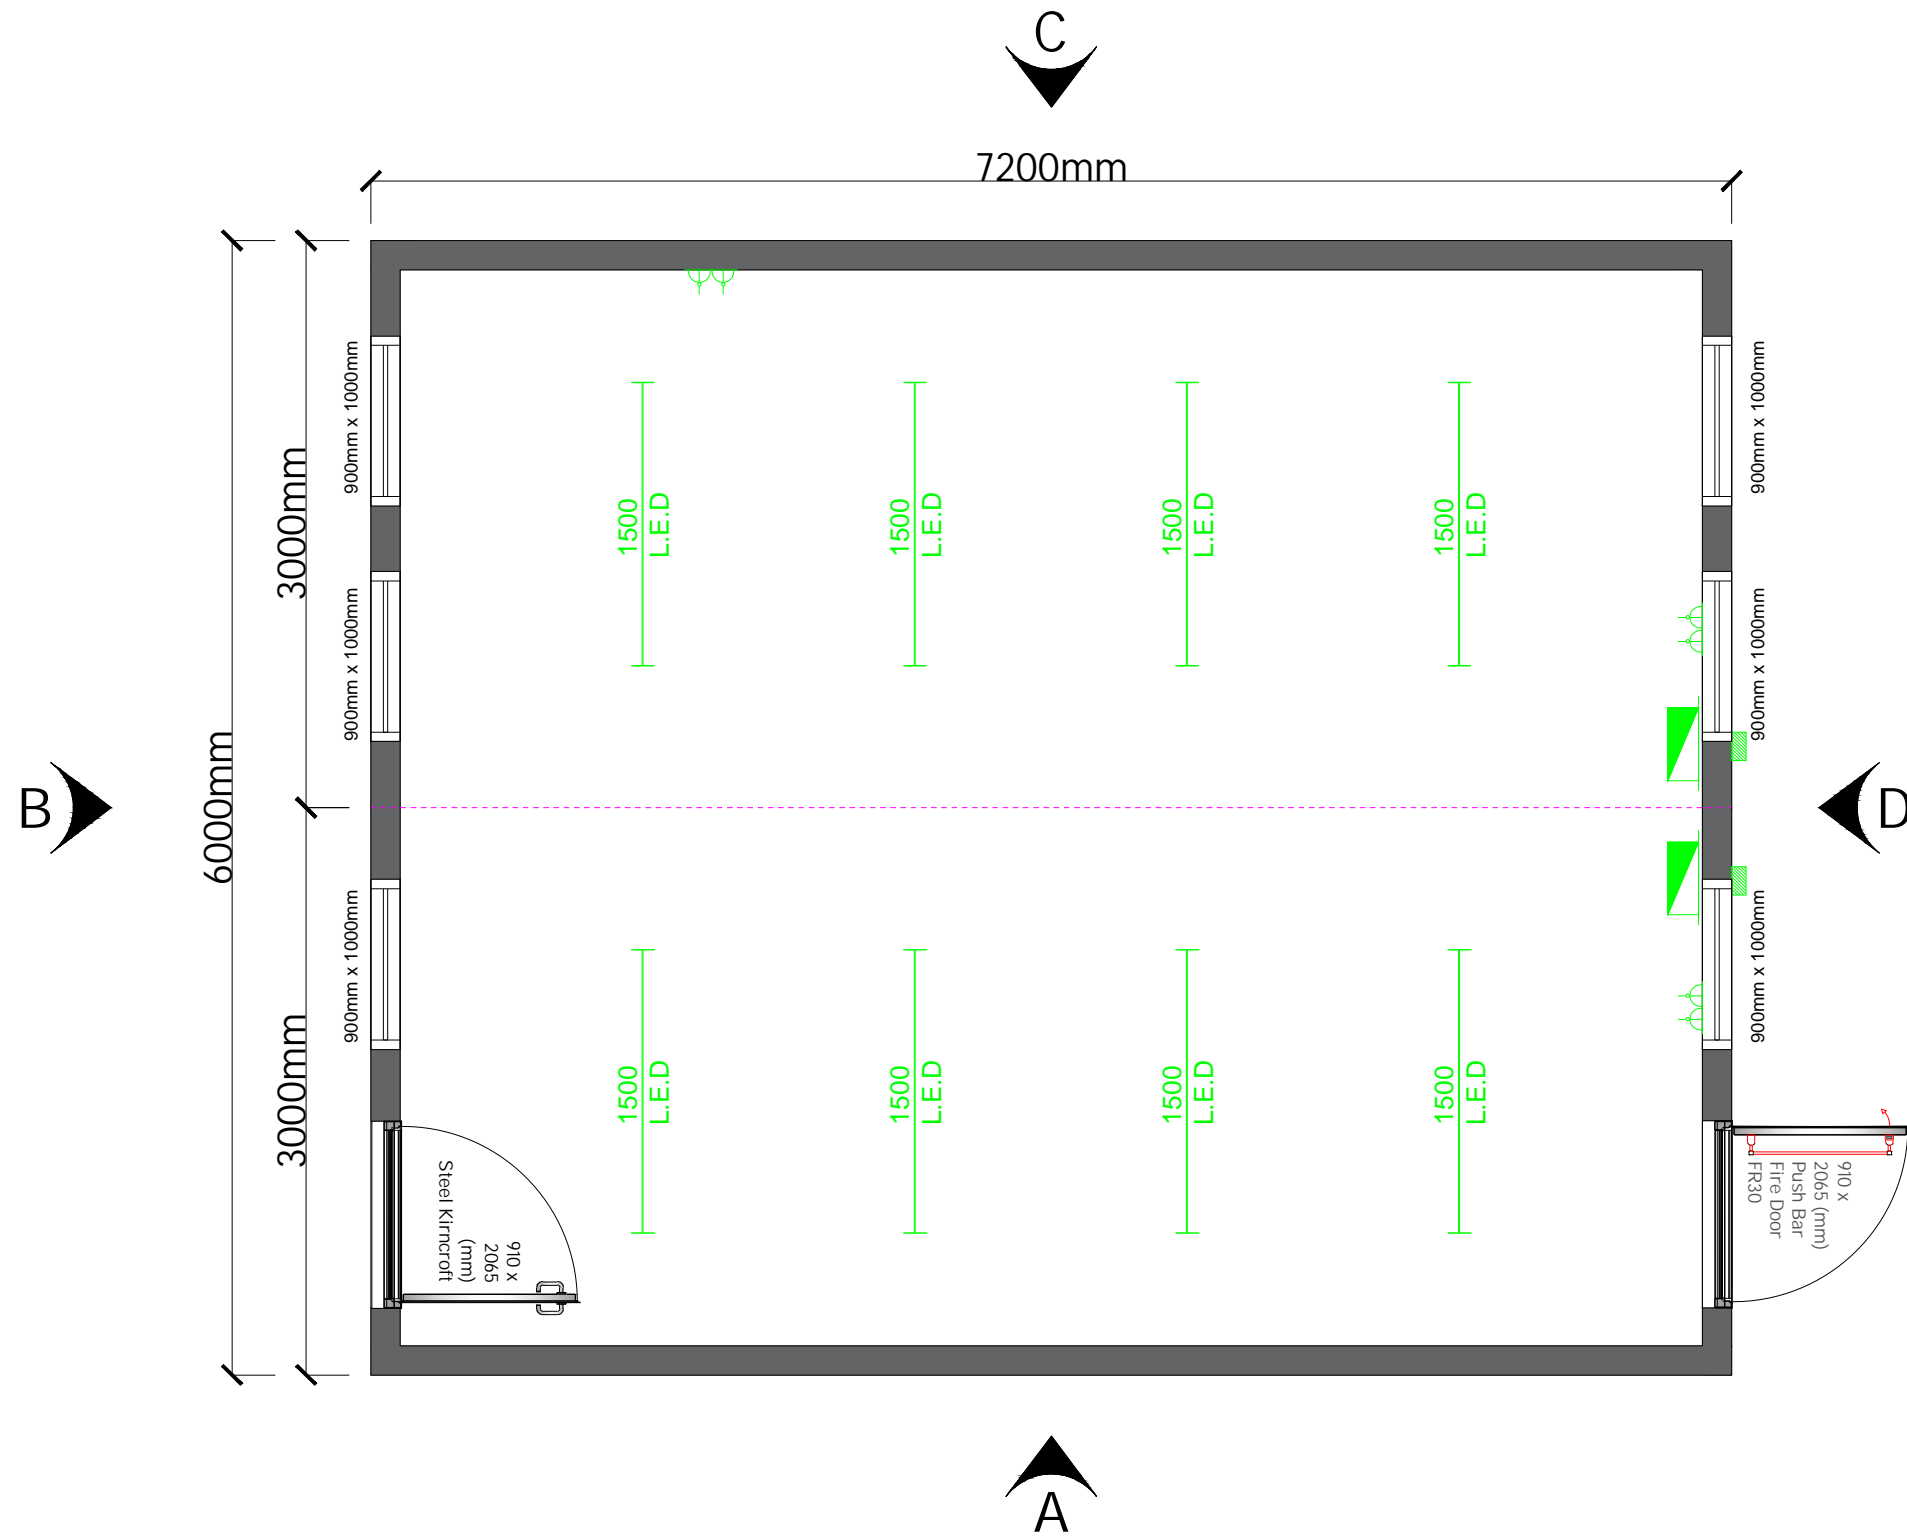 C
7200mm
900mm x 1000mm
900mm x 1000mm
3000mm
1500
L.E.D
1500
L.E.D
1500
L.E.D
1500
L.E.D
900mm x 1000mm
900mm x 1000mm
6000mm
B
D
900mm x 1000mm
900mm x 1000mm
3000mm
1500
L.E.D
1500
L.E.D
1500
L.E.D
1500
L.E.D
910 x
2065
(mm)
Steel Kirncroft
910 x
2065 (mm)
Push Bar
Fire Door
FR30
A